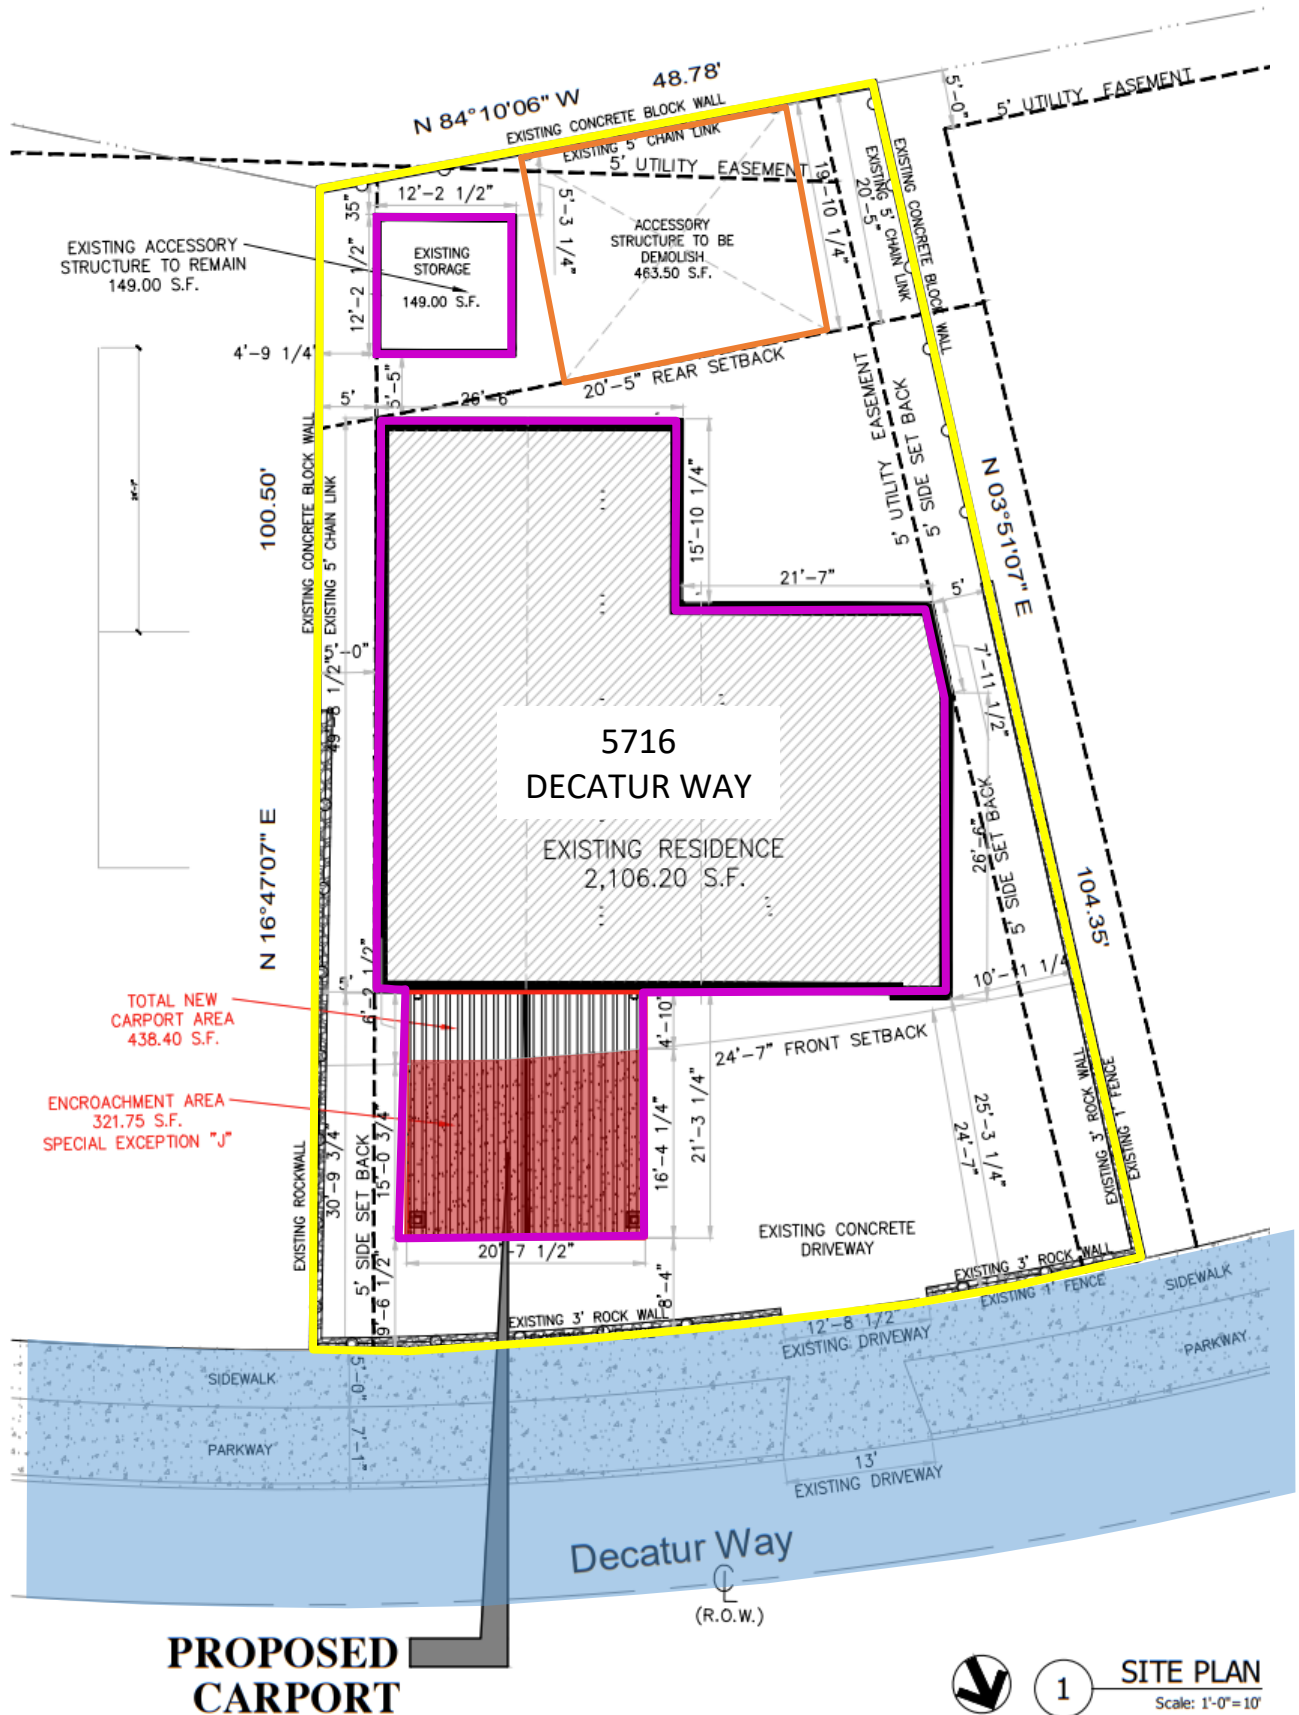 48.78'
N 84°10'06" W
EXISTING CONCRETE BLOCK WALL
EXISTING 5' CHAIN LINK
5' UTILITY EASEMENT
5'-0"
5' UTILITY EASEMENT
35"
12'-2 1/2"
5'-3 1/4"
19'-10 1/4"
20'-5"
EXISTING 5' CHAIN LINK
EXISTING CONCRETE BLOCK WALL
EXISTING ACCESSORY
STRUCTURE TO REMAIN
149.00 S.F.
12'-2 1/2"
EXISTING
STORAGE
149.00 S.F.
ACCESSORY
STRUCTURE TO BE
DEMOLISH
463.50 S.F.
4'-9 1/4"
5'-5"
20'-5" REAR SETBACK
5'
26'-6"
EXISTING CONCRETE BLOCK WALL
EXISTING 5' CHAIN LINK
100.50'
15'-10 1/4"
21'-7"
5' UTILITY EASEMENT
5' SIDE SET BACK
N 03°51'07" E
5'
7'-11 1/2"
5'-0"
49'-8 1/2"
5716
DECATUR WAY
EXISTING RESIDENCE
2,106.20 S.F.
N 16°47'07" E
26'-6"
5' SIDE SET BACK
104.35'
10'-11 1/4
5'
6'-2 1/2"
4'-10"
24'-7" FRONT SETBACK
TOTAL NEW
CARPORT AREA
438.40 S.F.
ENCROACHMENT AREA
321.75 S.F.
SPECIAL EXCEPTION "J"
EXISTING ROCKWALL
30'-9 3/4
5' SIDE SET BACK
15'-0 3/4"
16'-4 1/4"
21'-3 1/4"
25'-3 1/4"
24'-7"
EXISTING 3' ROCK WALL
EXISTING 1' FENCE
20'-7 1/2"
9'-6 1/2"
8'-4"
EXISTING CONCRETE
DRIVEWAY
EXISTING 3' ROCK WALL
EXISTING 3' ROCK WALL
EXISTING 1' FENCE
SIDEWALK
PARKWAY
12'-8 1/2"
EXISTING DRIVEWAY
SIDEWALK
5'-0"
PARKWAY
7'-1"
13'
EXISTING DRIVEWAY
Decatur Way
(R.O.W.)
PROPOSED
CARPORT
1
SITE PLAN
Scale: 1'-0"=10'